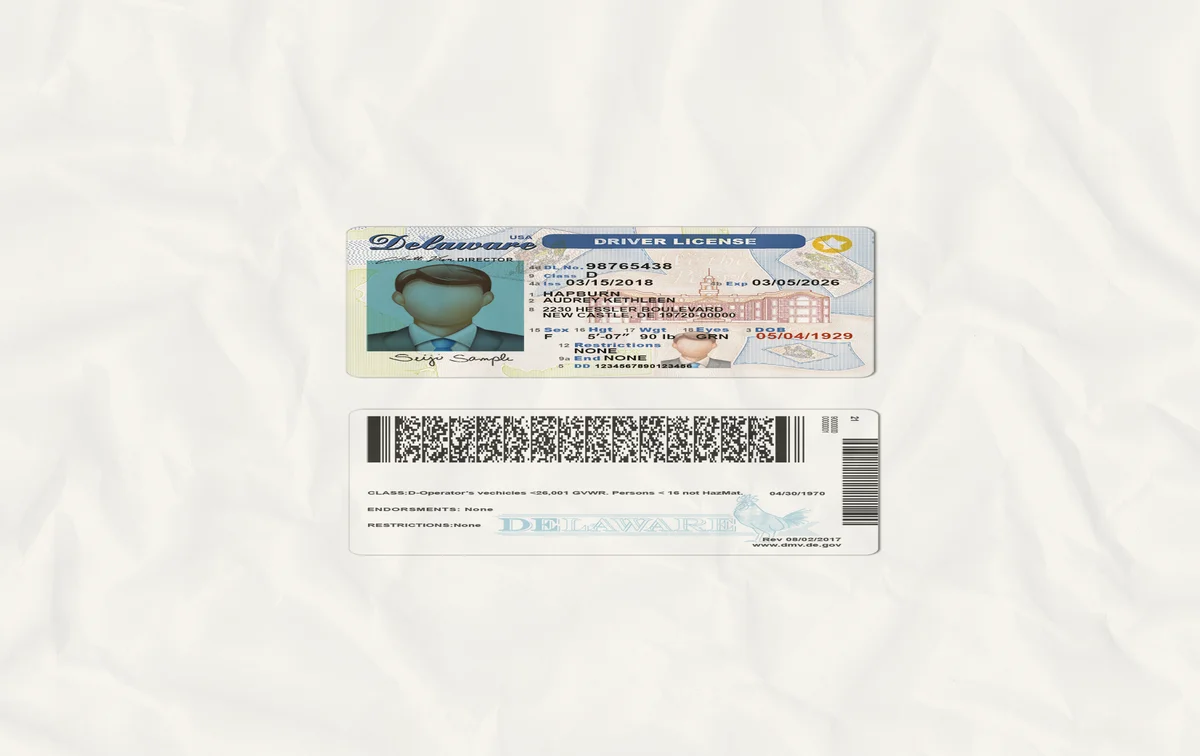 Delaware USA
DRIVER LICENSE
DIRECTOR
4d DL.No. 98765438
9 Class D
4a Iss 03/15/2018 4b Exp 03/05/2026
1 HAPBURN
2 AUDREY KETHLEEN
8 2230 HESSLER BOULEVARD
NEW CASTLE, DE 19720-00000
15 Sex 16 Hgt 17 Wgt 18 Eyes 3 DOB
F 5'-07" 90 lb GRN 05/04/1929
12 Restrictions
NONE
9a End NONE
5 DD 1234567890123486
Seiji Sample
CLASS:D-Operator's vechicles <26,001 GVWR. Persons < 16 not HazMat. 04/30/1970
ENDORSMENTS: None
RESTRICTIONS:None
DELAWARE
Rev 08/02/2017
www.dmv.de.gov